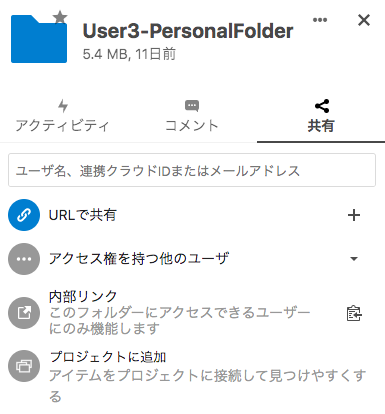 User3-PersonalFolder
5.4 MB, 11日前
アクティビティ
コメント
共有
ユーザ名、連携クラウドIDまたはメールアドレス
URLで共有
アクセス権を持つ他のユーザ
内部リンク
このフォルダーにアクセスできるユーザー
にのみ機能します
プロジェクトに追加
アイテムをプロジェクトに接続して見つけやすくす
る